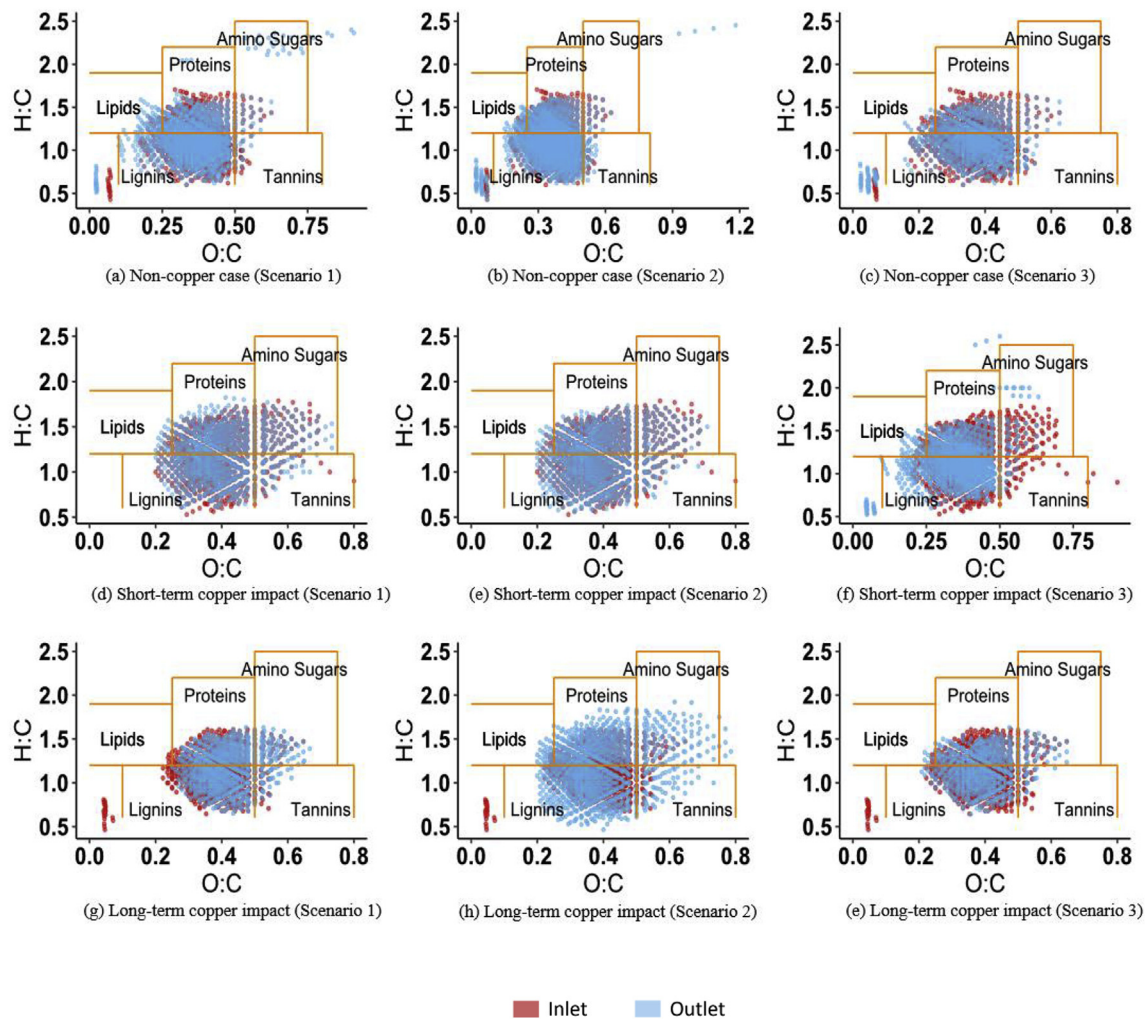 2.5
2.0
1.5
1.0
0.5
H:C
Amino Sugars
Proteins
Lipids
Lignins
Tannins
0.00 0.25 0.50 0.75
O:C
(a) Non-copper case (Scenario 1)
2.5
2.0
1.5
1.0
0.5
H:C
Amino Sugars
Proteins
Lipids
Lignins
Tannins
0.0 0.3 0.6 0.9 1.2
O:C
(b) Non-copper case (Scenario 2)
2.5
2.0
1.5
1.0
0.5
H:C
Amino Sugars
Proteins
Lipids
Lignins
Tannins
0.0 0.2 0.4 0.6 0.8
O:C
(c) Non-copper case (Scenario 3)
2.5
2.0
1.5
1.0
0.5
H:C
Amino Sugars
Proteins
Lipids
Lignins
Tannins
0.0 0.2 0.4 0.6 0.8
O:C
(d) Short-term copper impact (Scenario 1)
2.5
2.0
1.5
1.0
0.5
H:C
Amino Sugars
Proteins
Lipids
Lignins
Tannins
0.0 0.2 0.4 0.6 0.8
O:C
(e) Short-term copper impact (Scenario 2)
2.5
2.0
1.5
1.0
0.5
H:C
Amino Sugars
Proteins
Lipids
Lignins
Tannins
0.00 0.25 0.50 0.75
O:C
(f) Short-term copper impact (Scenario 3)
2.5
2.0
1.5
1.0
0.5
H:C
Amino Sugars
Proteins
Lipids
Lignins
Tannins
0.0 0.2 0.4 0.6 0.8
O:C
(g) Long-term copper impact (Scenario 1)
2.5
2.0
1.5
1.0
0.5
H:C
Amino Sugars
Proteins
Lipids
Lignins
Tannins
0.0 0.2 0.4 0.6 0.8
O:C
(h) Long-term copper impact (Scenario 2)
2.5
2.0
1.5
1.0
0.5
H:C
Amino Sugars
Proteins
Lipids
Lignins
Tannins
0.0 0.2 0.4 0.6 0.8
O:C
(e) Long-term copper impact (Scenario 3)
Inlet Outlet